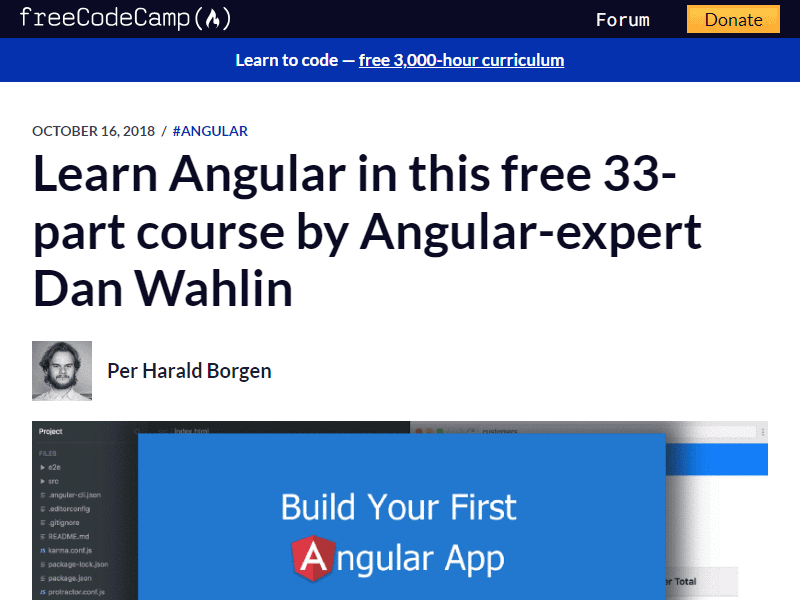 freeCodeCamp(🔥)
Forum
Donate
Learn to code — free 3,000-hour curriculum
OCTOBER 16, 2018 / #ANGULAR
Learn Angular in this free 33-
part course by Angular-expert
Dan Wahlin
Per Harald Borgen
Project
index.html
customers
FILES
e2e
src
.angular-cli.json
.editorconfig
.gitignore
README.md
karma.conf.js
package-lock.json
package.json
protractor.conf.js
Build Your First
Angular App
er Total